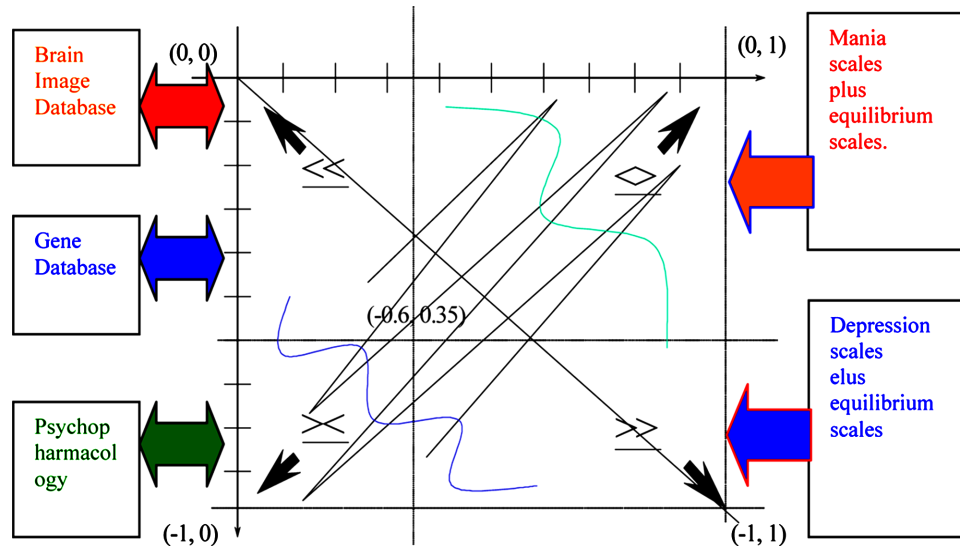 Brain
Image
Database
Gene
Database
Psychop
harmacol
ogy
(0, 0)
(0, 1)
<<
<>
(-0.6, 0.35)
><
>>
(-1, 0)
(-1, 1)
Mania
scales
plus
equilibrium
scales.
Depression
scales
elus
equilibrium
scales